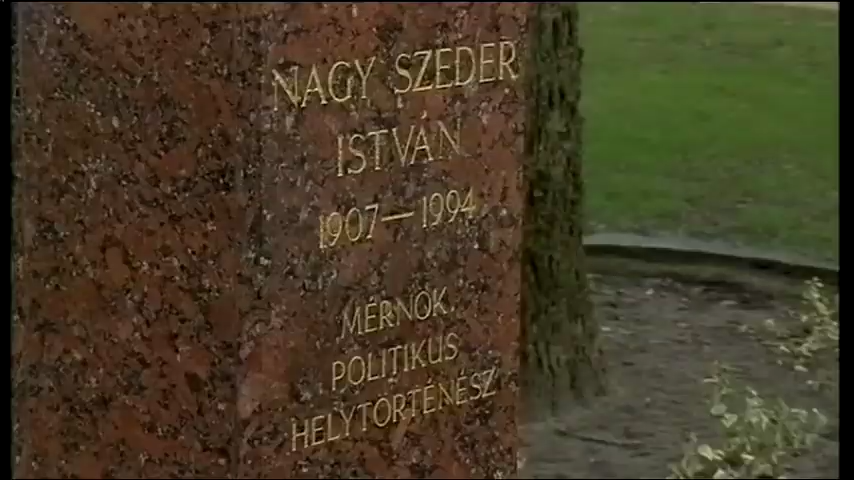 NAGY SZEDER
ISTVÁN
1907–1994
MÉRNÖK,
POLITIKUS
HELYTÖRTÉNÉSZ